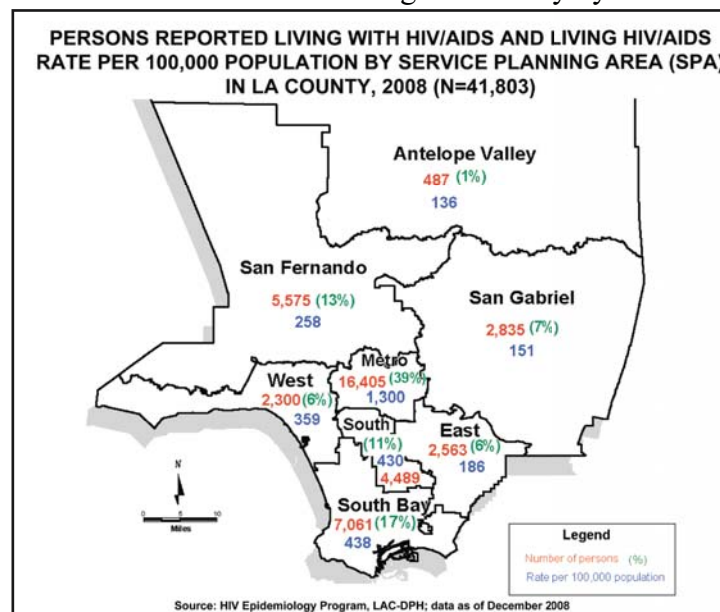 PERSONS REPORTED LIVING WITH HIV/AIDS AND LIVING HIV/AIDS
RATE PER 100,000 POPULATION BY SERVICE PLANNING AREA (SPA)
IN LA COUNTY, 2008 (N=41,803)
Antelope Valley
487 (1%)
136
San Fernando
5,575 (13%)
258
San Gabriel
2,835 (7%)
151
Metro
16,405 (39%)
1,300
West
2,300 (6%)
359
South
(11%)
430
4,489
East
2,563 (6%)
186
South Bay
7,061 (17%)
438
N
0 5 10
Miles
Legend
Number of persons (%)
Rate per 100,000 population
Source: HIV Epidemiology Program, LAC-DPH; data as of December 2008